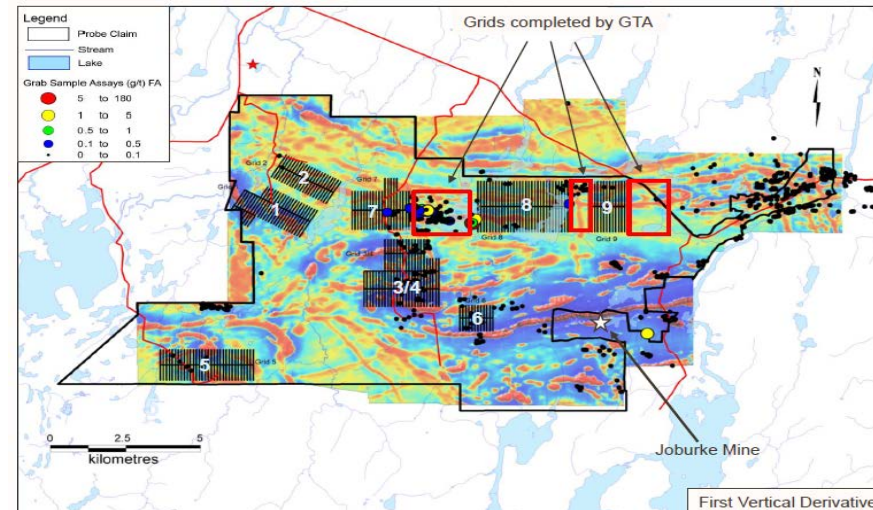 Grids completed by GTA
Legend
Probe Claim
Stream
Lake
Grab Sample Assays (g/t) FA
5 to 180
1 to 5
0.5 to 1
0.1 to 0.5
0 to 0.1
N
Grid 2
2
1
Grid 7
7
8
9
Grid 8
Grid 9
3/4
6
5
Grid 5
0 2.5 5
kilometres
Joburke Mine
First Vertical Derivative